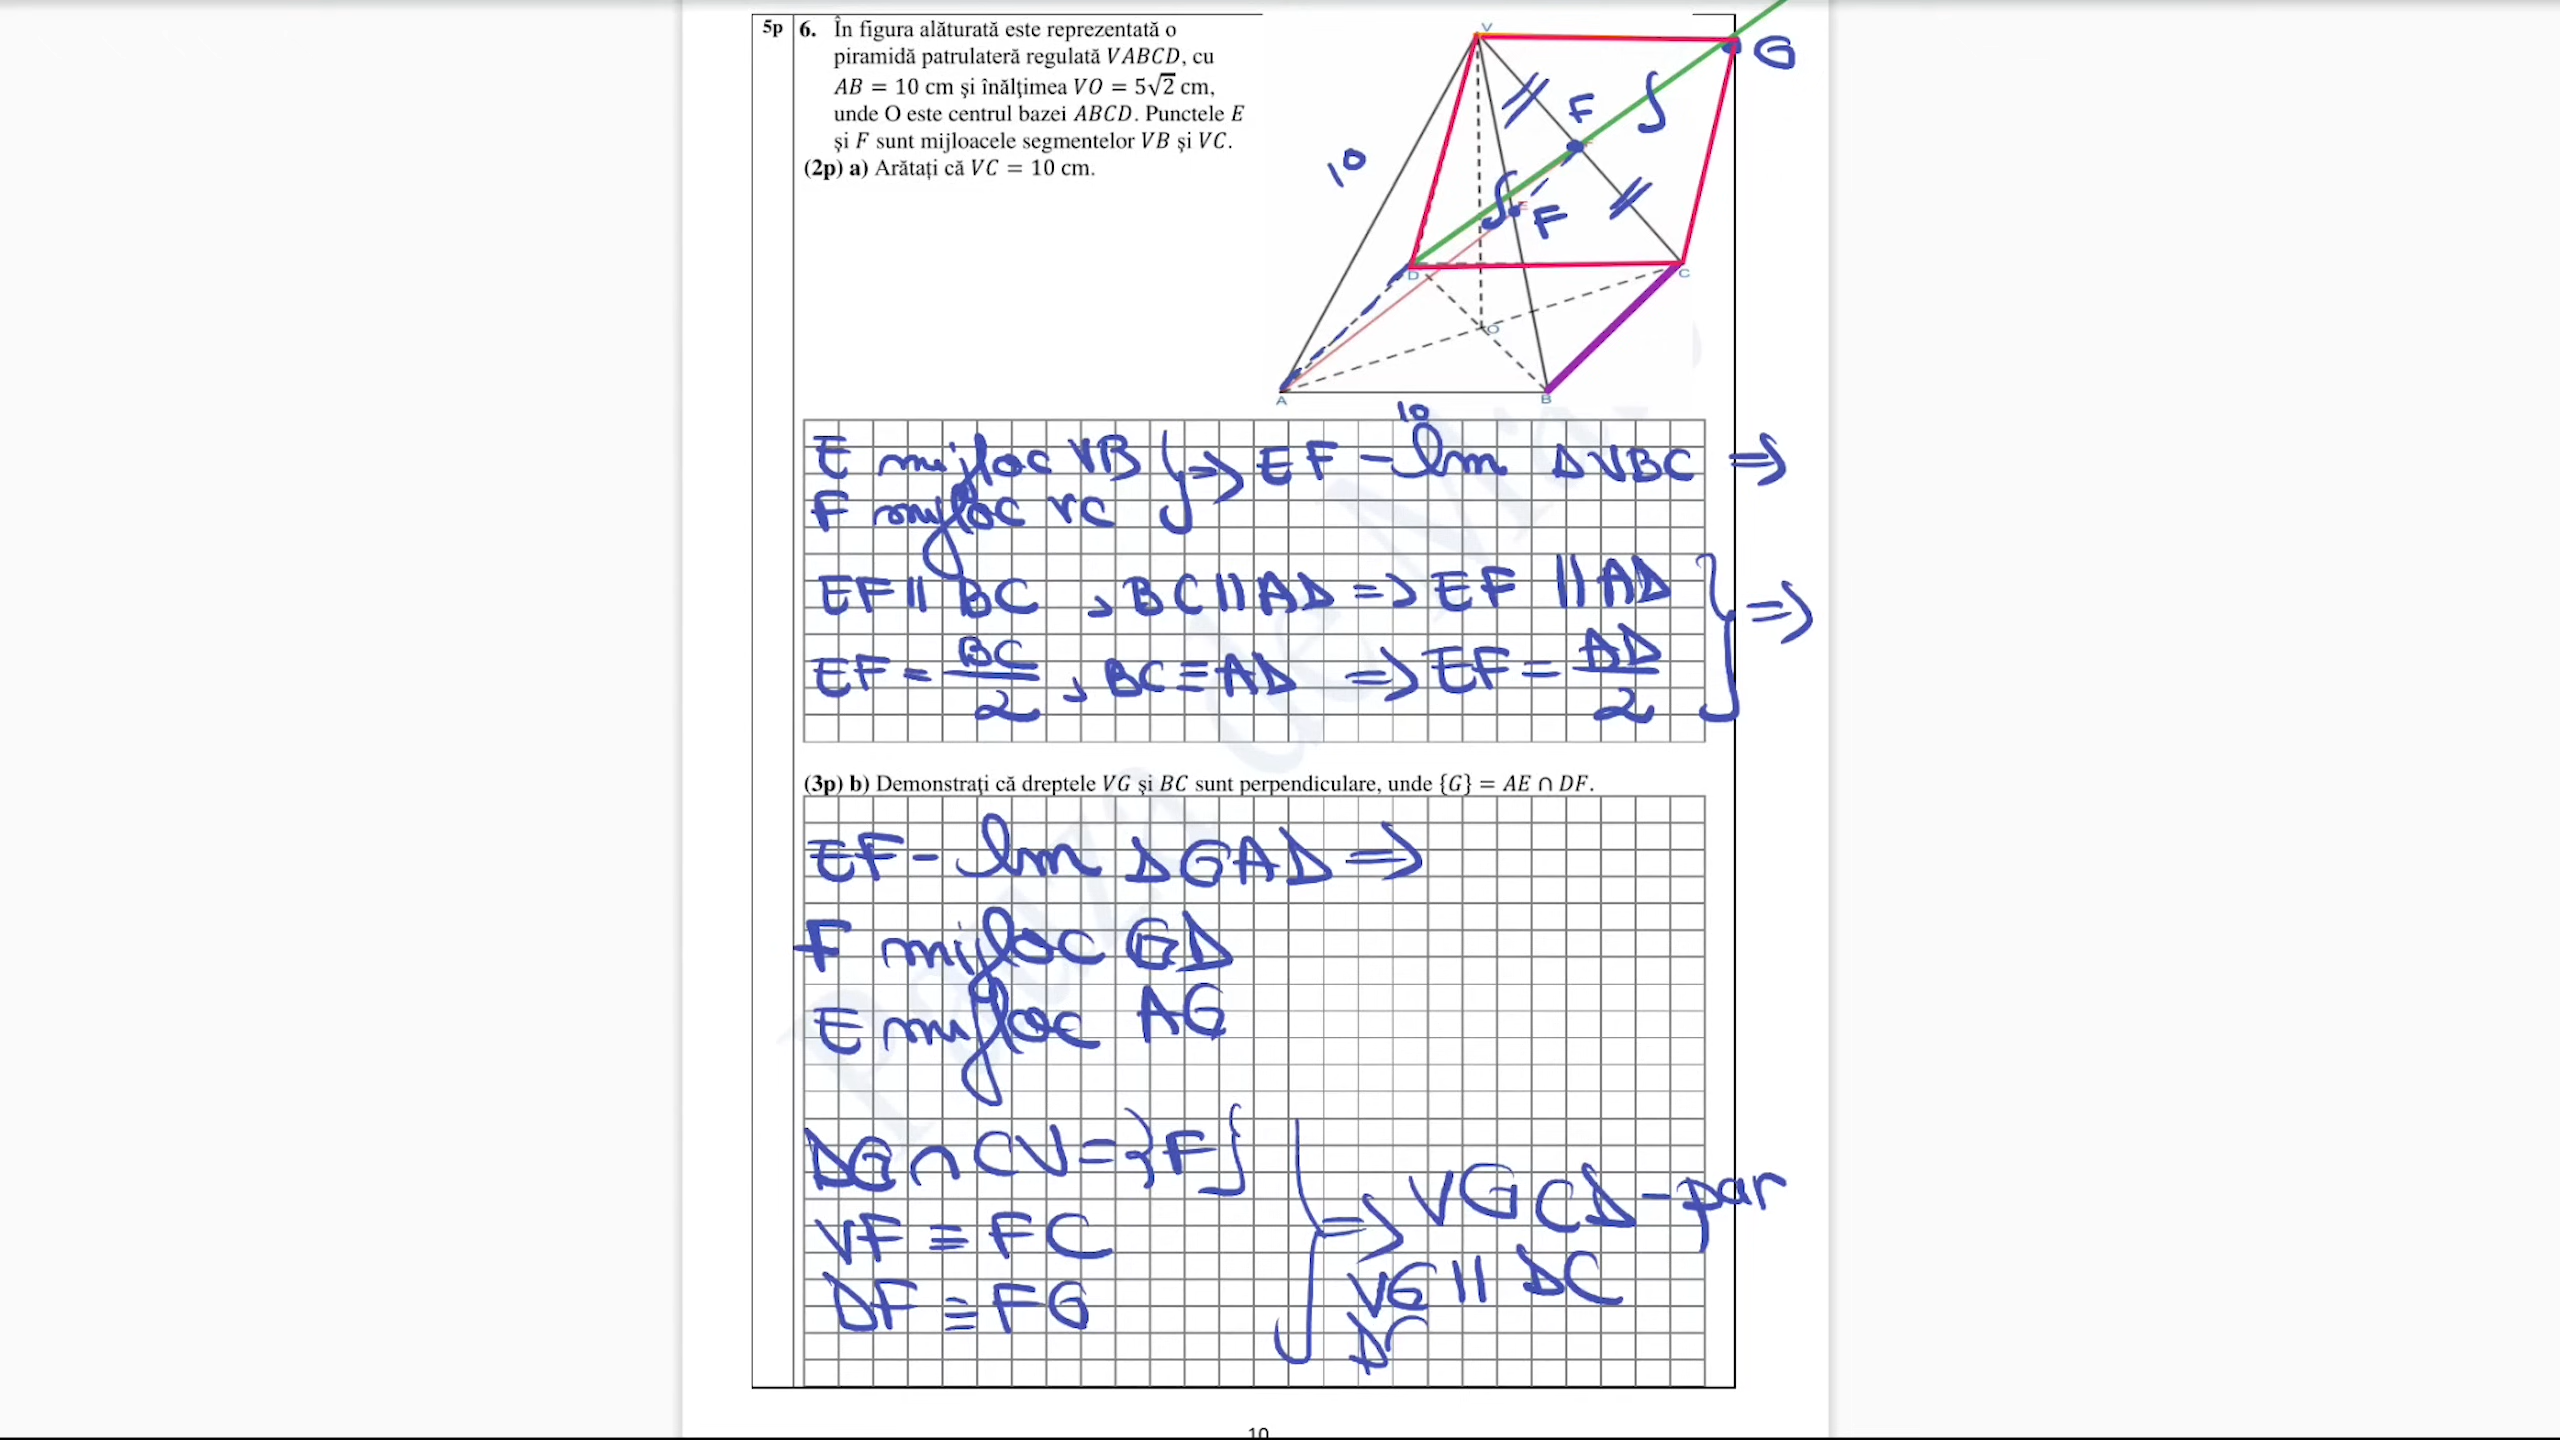 5p 6. În figura alăturată este reprezentată o
piramidă patrulateră regulată VABCD, cu
AB = 10 cm și înălțimea VO = 5√2 cm,
unde O este centrul bazei ABCD. Punctele E
și F sunt mijloacele segmentelor VB și VC.
(2p) a) Arătați că VC = 10 cm.
V
G
F
10
F
D
C
O
A
B
10
E mijloc VB } => EF - lm Δ VBC =>
F mijloc VC
EF || BC , BC || AD => EF || AD } =>
EF = BC/2 , BC ≡ AD => EF = AD/2
(3p) b) Demonstrați că dreptele VG și BC sunt perpendiculare, unde {G} = AE ∩ DF.
EF - lm Δ GAD =>
F mijloc GD
E mijloc AG
DG ∩ CV = {F}
VF ≡ FC
DF ≡ FG
=> VGCD - par
VG || DC
10